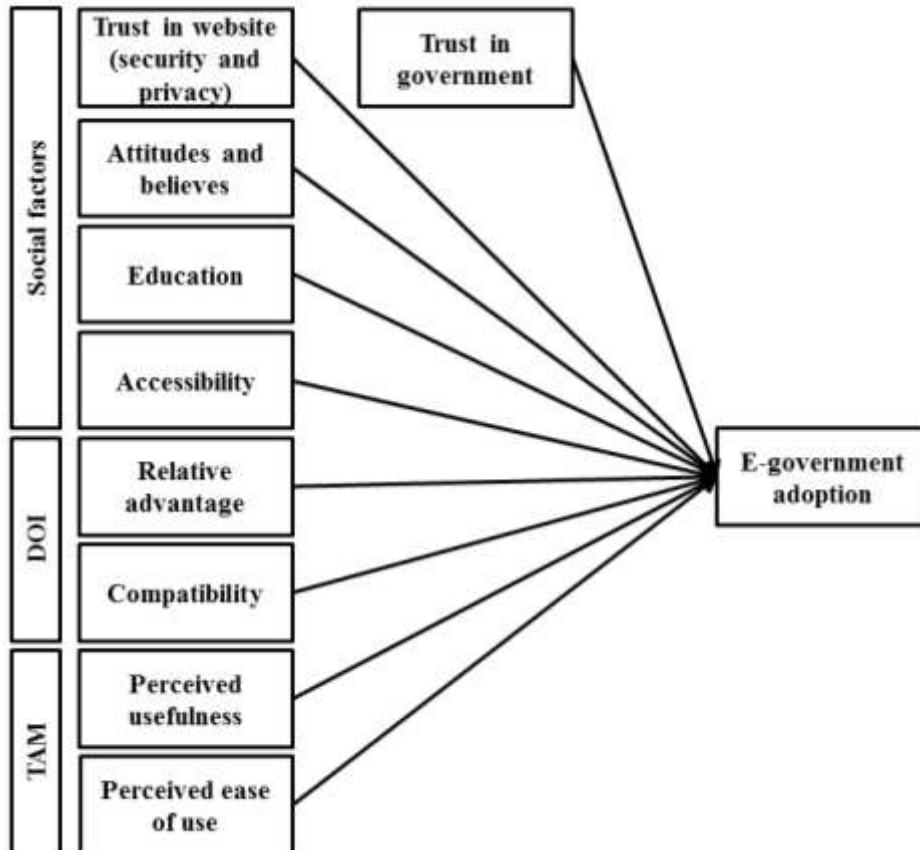 Social factors
Trust in website
(security and
privacy)
Attitudes and
believes
Education
Accessibility
DOI
Relative
advantage
Compatibility
TAM
Perceived
usefulness
Perceived ease
of use
Trust in
government
E-government
adoption